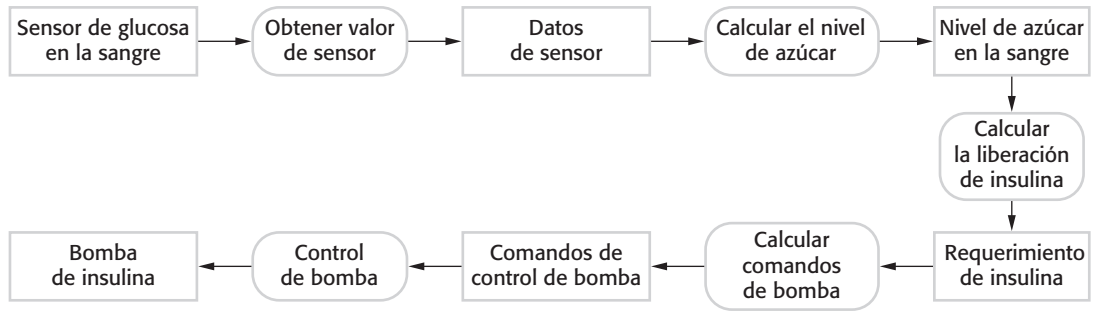 Sensor de glucosa
en la sangre
Obtener valor
de sensor
Datos
de sensor
Calcular el nivel
de azúcar
Nivel de azúcar
en la sangre
Calcular
la liberación
de insulina
Requerimiento
de insulina
Calcular
comandos
de bomba
Comandos de
control de bomba
Control
de bomba
Bomba
de insulina